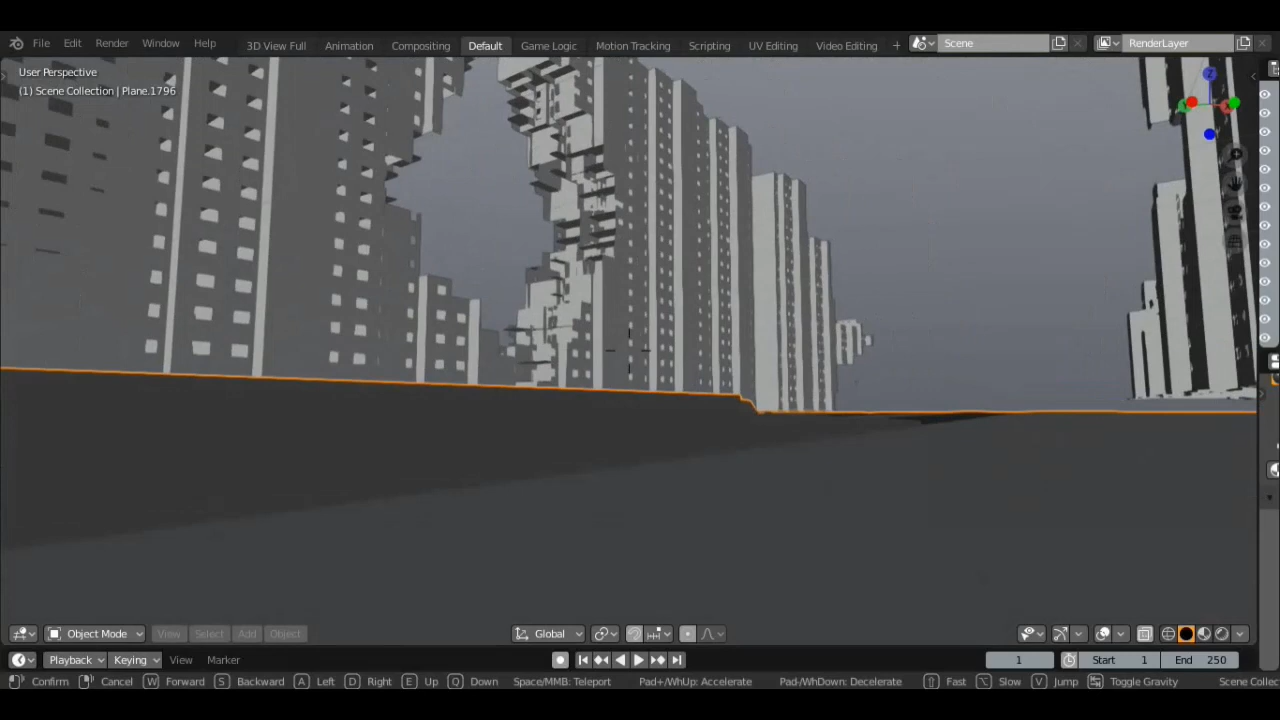 File Edit Render Window Help 3D View Full Animation Compositing Default Game Logic Motion Tracking Scripting UV Editing Video Editing + Scene RenderLayer
User Perspective
(1) Scene Collection | Plane.1796
Z
Object Mode View Select Add Object Global
Playback Keying View Marker 1 Start 1 End 250
Confirm Cancel W Forward S Backward A Left D Right E Up Q Down Space/MMB: Teleport Pad+/WhUp: Accelerate Pad-/WhDown: Decelerate Fast Slow V Jump Toggle Gravity Scene Collec